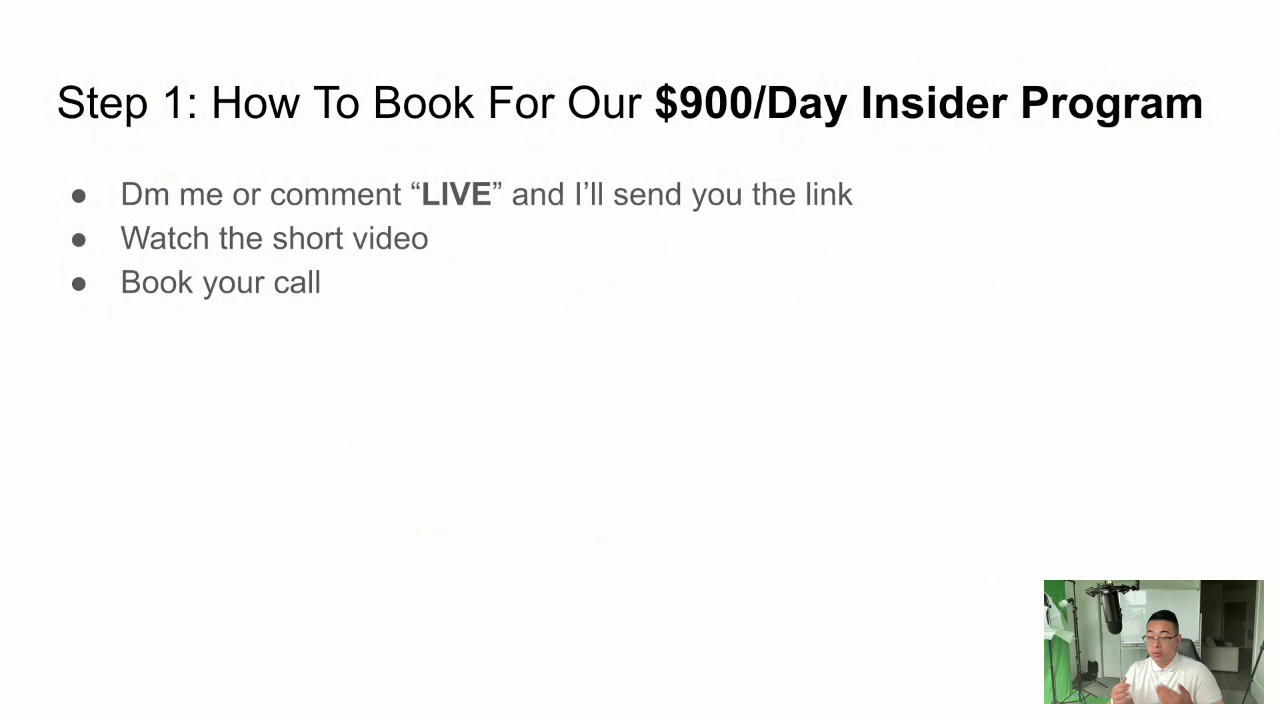 Step 1: How To Book For Our $900/Day Insider Program
● Dm me or comment “LIVE” and I’ll send you the link
● Watch the short video
● Book your call